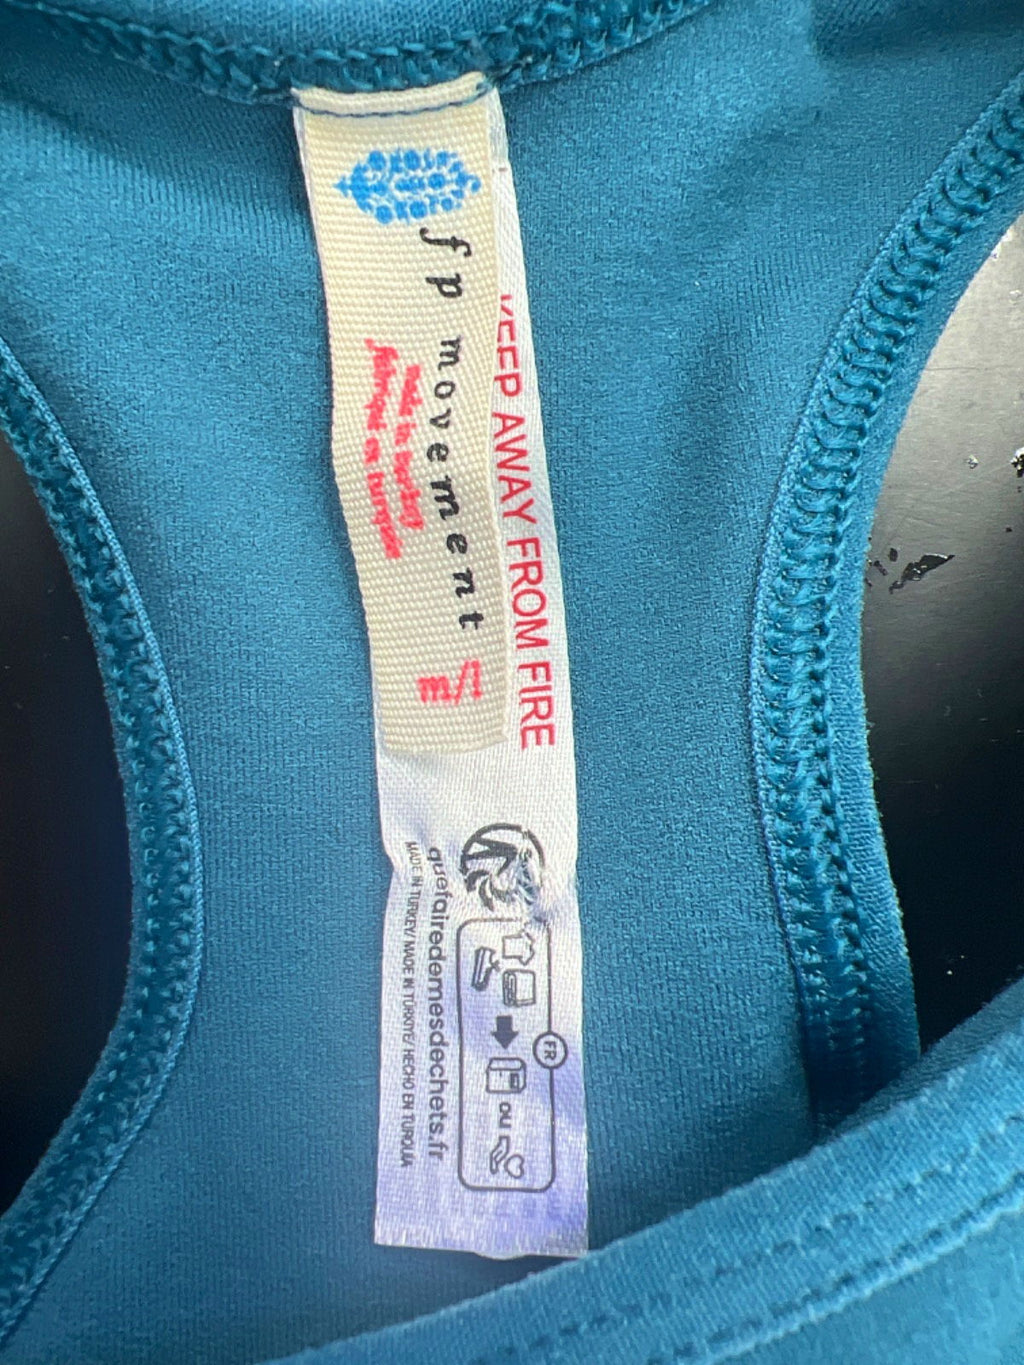 fp movement
made in turkey
fabriqué en turquie
m/m
KEEP AWAY FROM FIRE
FR
ou
quefairedemesdechets.fr
MADE IN TURKEY/ MADE IN TÜRKIYE/ HECHO EN TURQUÍA